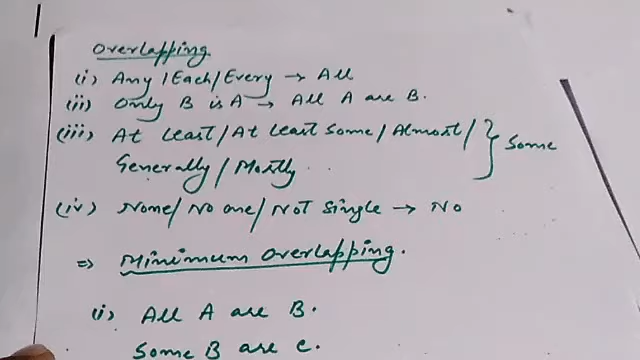 Overlapping
(i) Any/Each/Every → All
(ii) Only B is A → All A are B.
(iii) At Least/At Least Some/Almost/ } Some
Generally/Mostly
(iv) None/No one/Not Single → No
⇒ Minimum Overlapping.
(i) All A are B.
Some B are c.